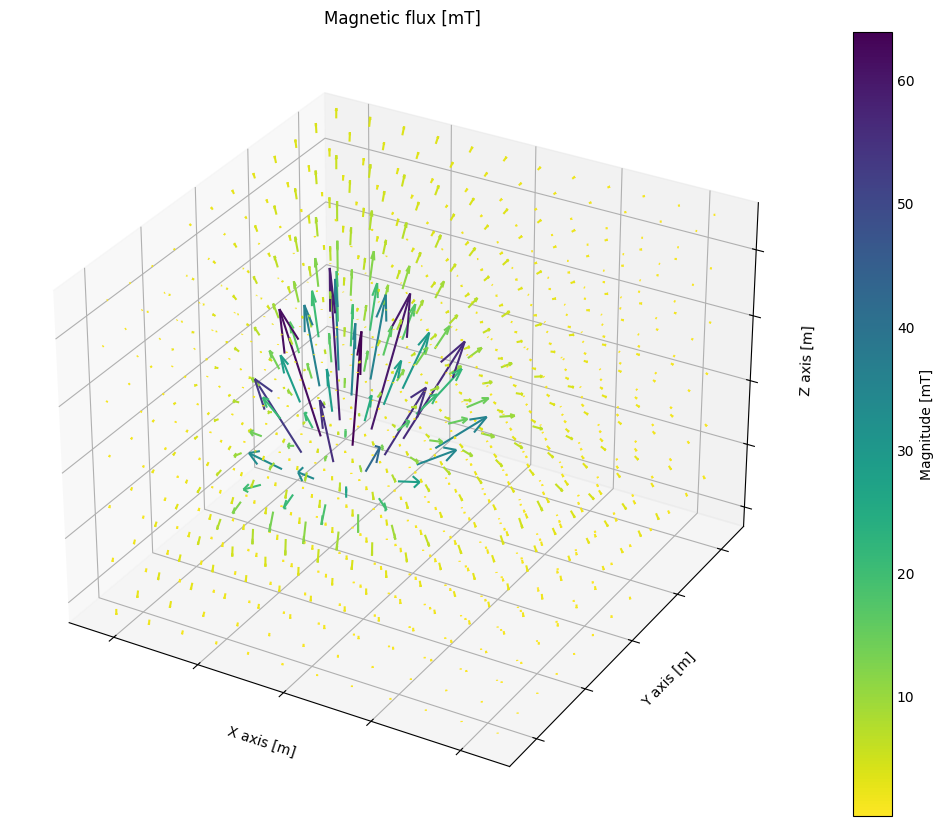 Magnetic flux [mT]
60
50
40
30
20
10
Magnitude [mT]
Z axis [m]
Y axis [m]
X axis [m]